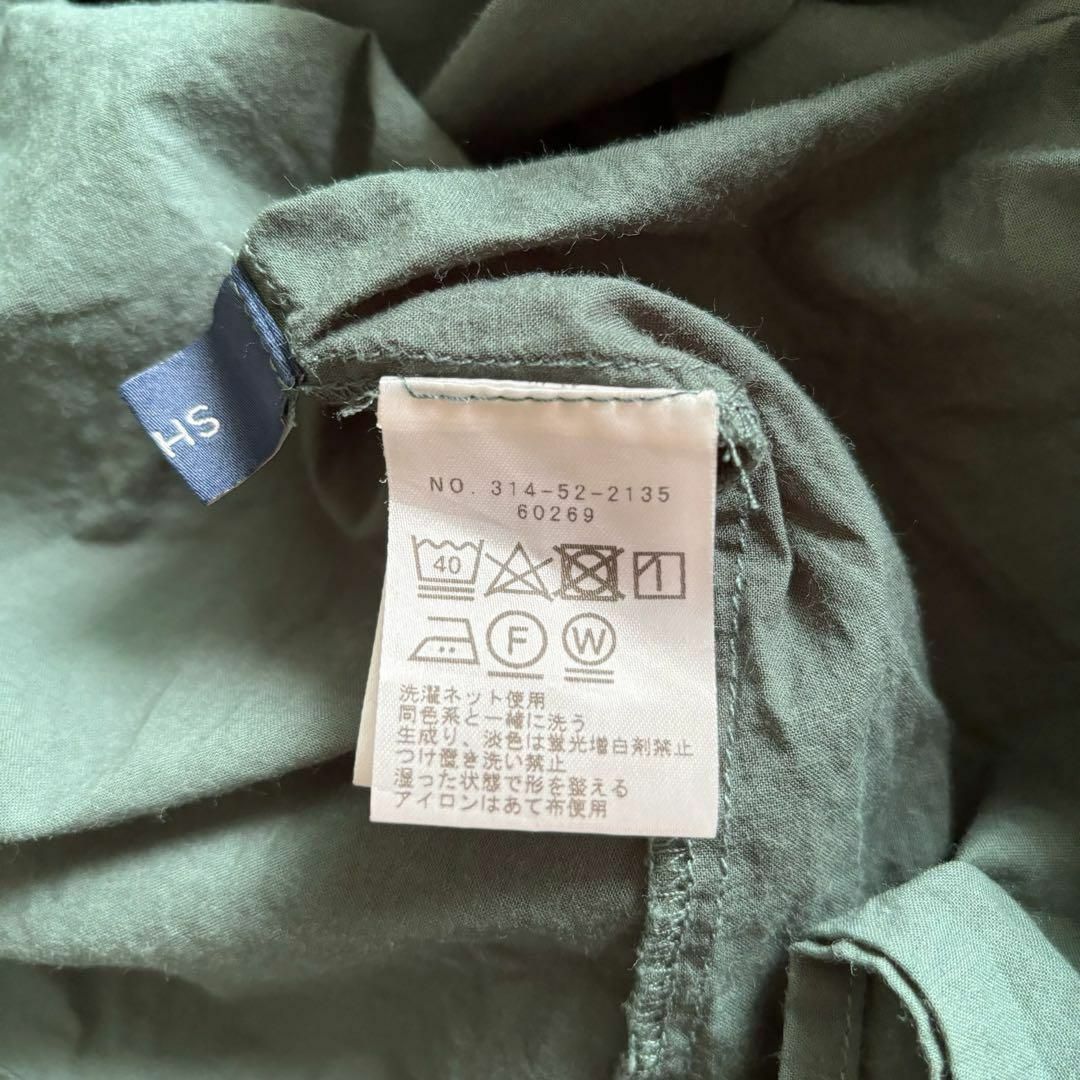 SH
NO. 314-52-2135
60269
40
F
W
洗濯ネット使用
同色系と一緒に洗う
生成り、淡色は蛍光増白剤禁止
つけ置き洗い禁止
湿った状態で形を整える
アイロンはあて布使用